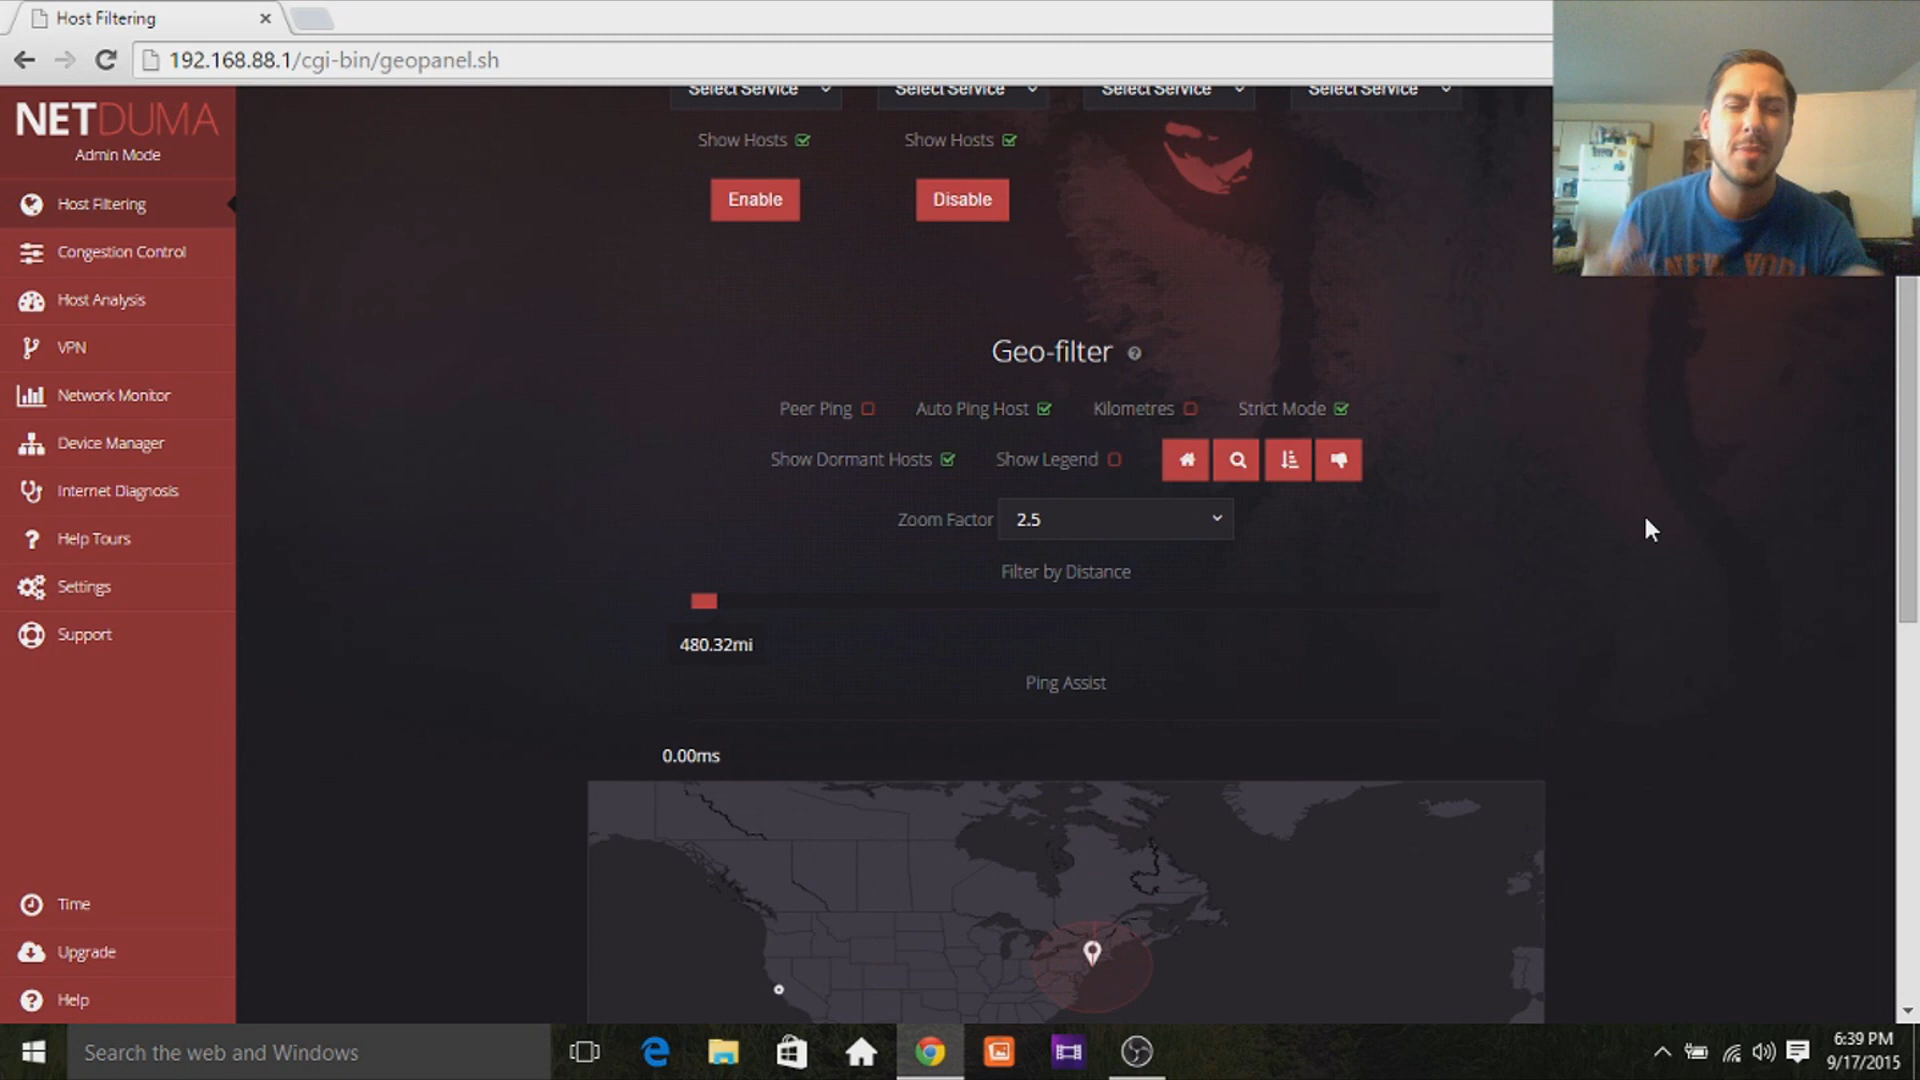 Host Filtering
192.168.88.1/cgi-bin/geopanel.sh
NETDUMA
Admin Mode
Host Filtering
Congestion Control
Host Analysis
VPN
Network Monitor
Device Manager
Internet Diagnosis
Help Tours
Settings
Support
Time
Upgrade
Help
Select Service Select Service Select Service Select Service
Show Hosts Show Hosts
Enable Disable
Geo-filter
Peer Ping Auto Ping Host Kilometres Strict Mode
Show Dormant Hosts Show Legend
Zoom Factor 2.5
Filter by Distance
480.32mi
Ping Assist
0.00ms
NEW YORK
Search the web and Windows
6:39 PM
9/17/2015